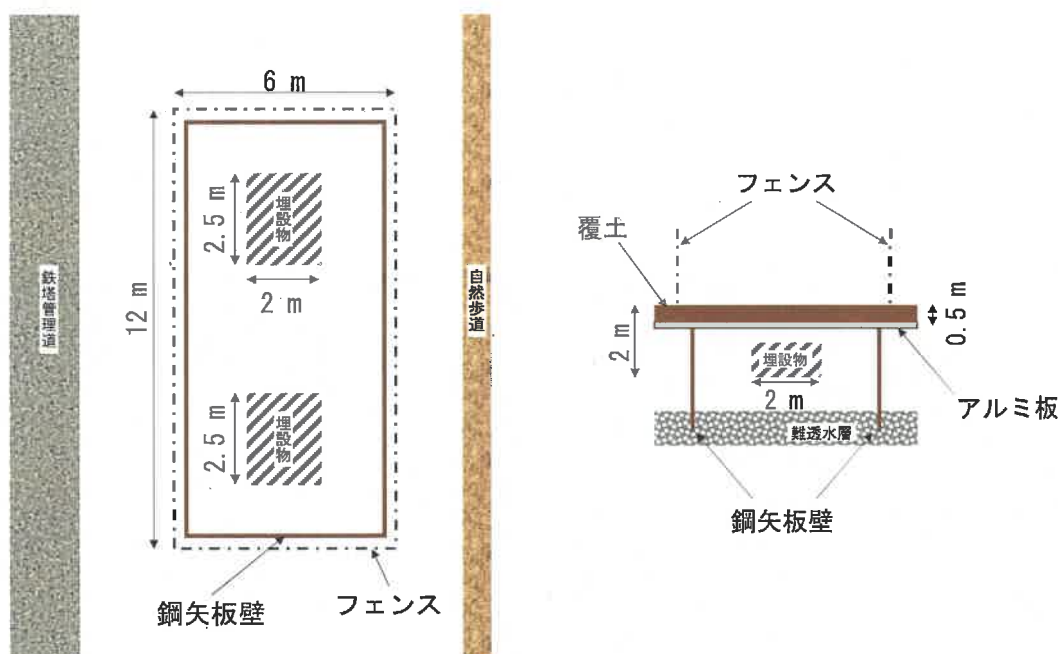 6 m
12 m
2.5 m
埋設物
2 m
2.5 m
埋設物
鉄塔管理道
自然歩道
鋼矢板壁
フェンス
フェンス
覆土
2 m
0.5 m
埋設物
2 m
アルミ板
難透水層
鋼矢板壁